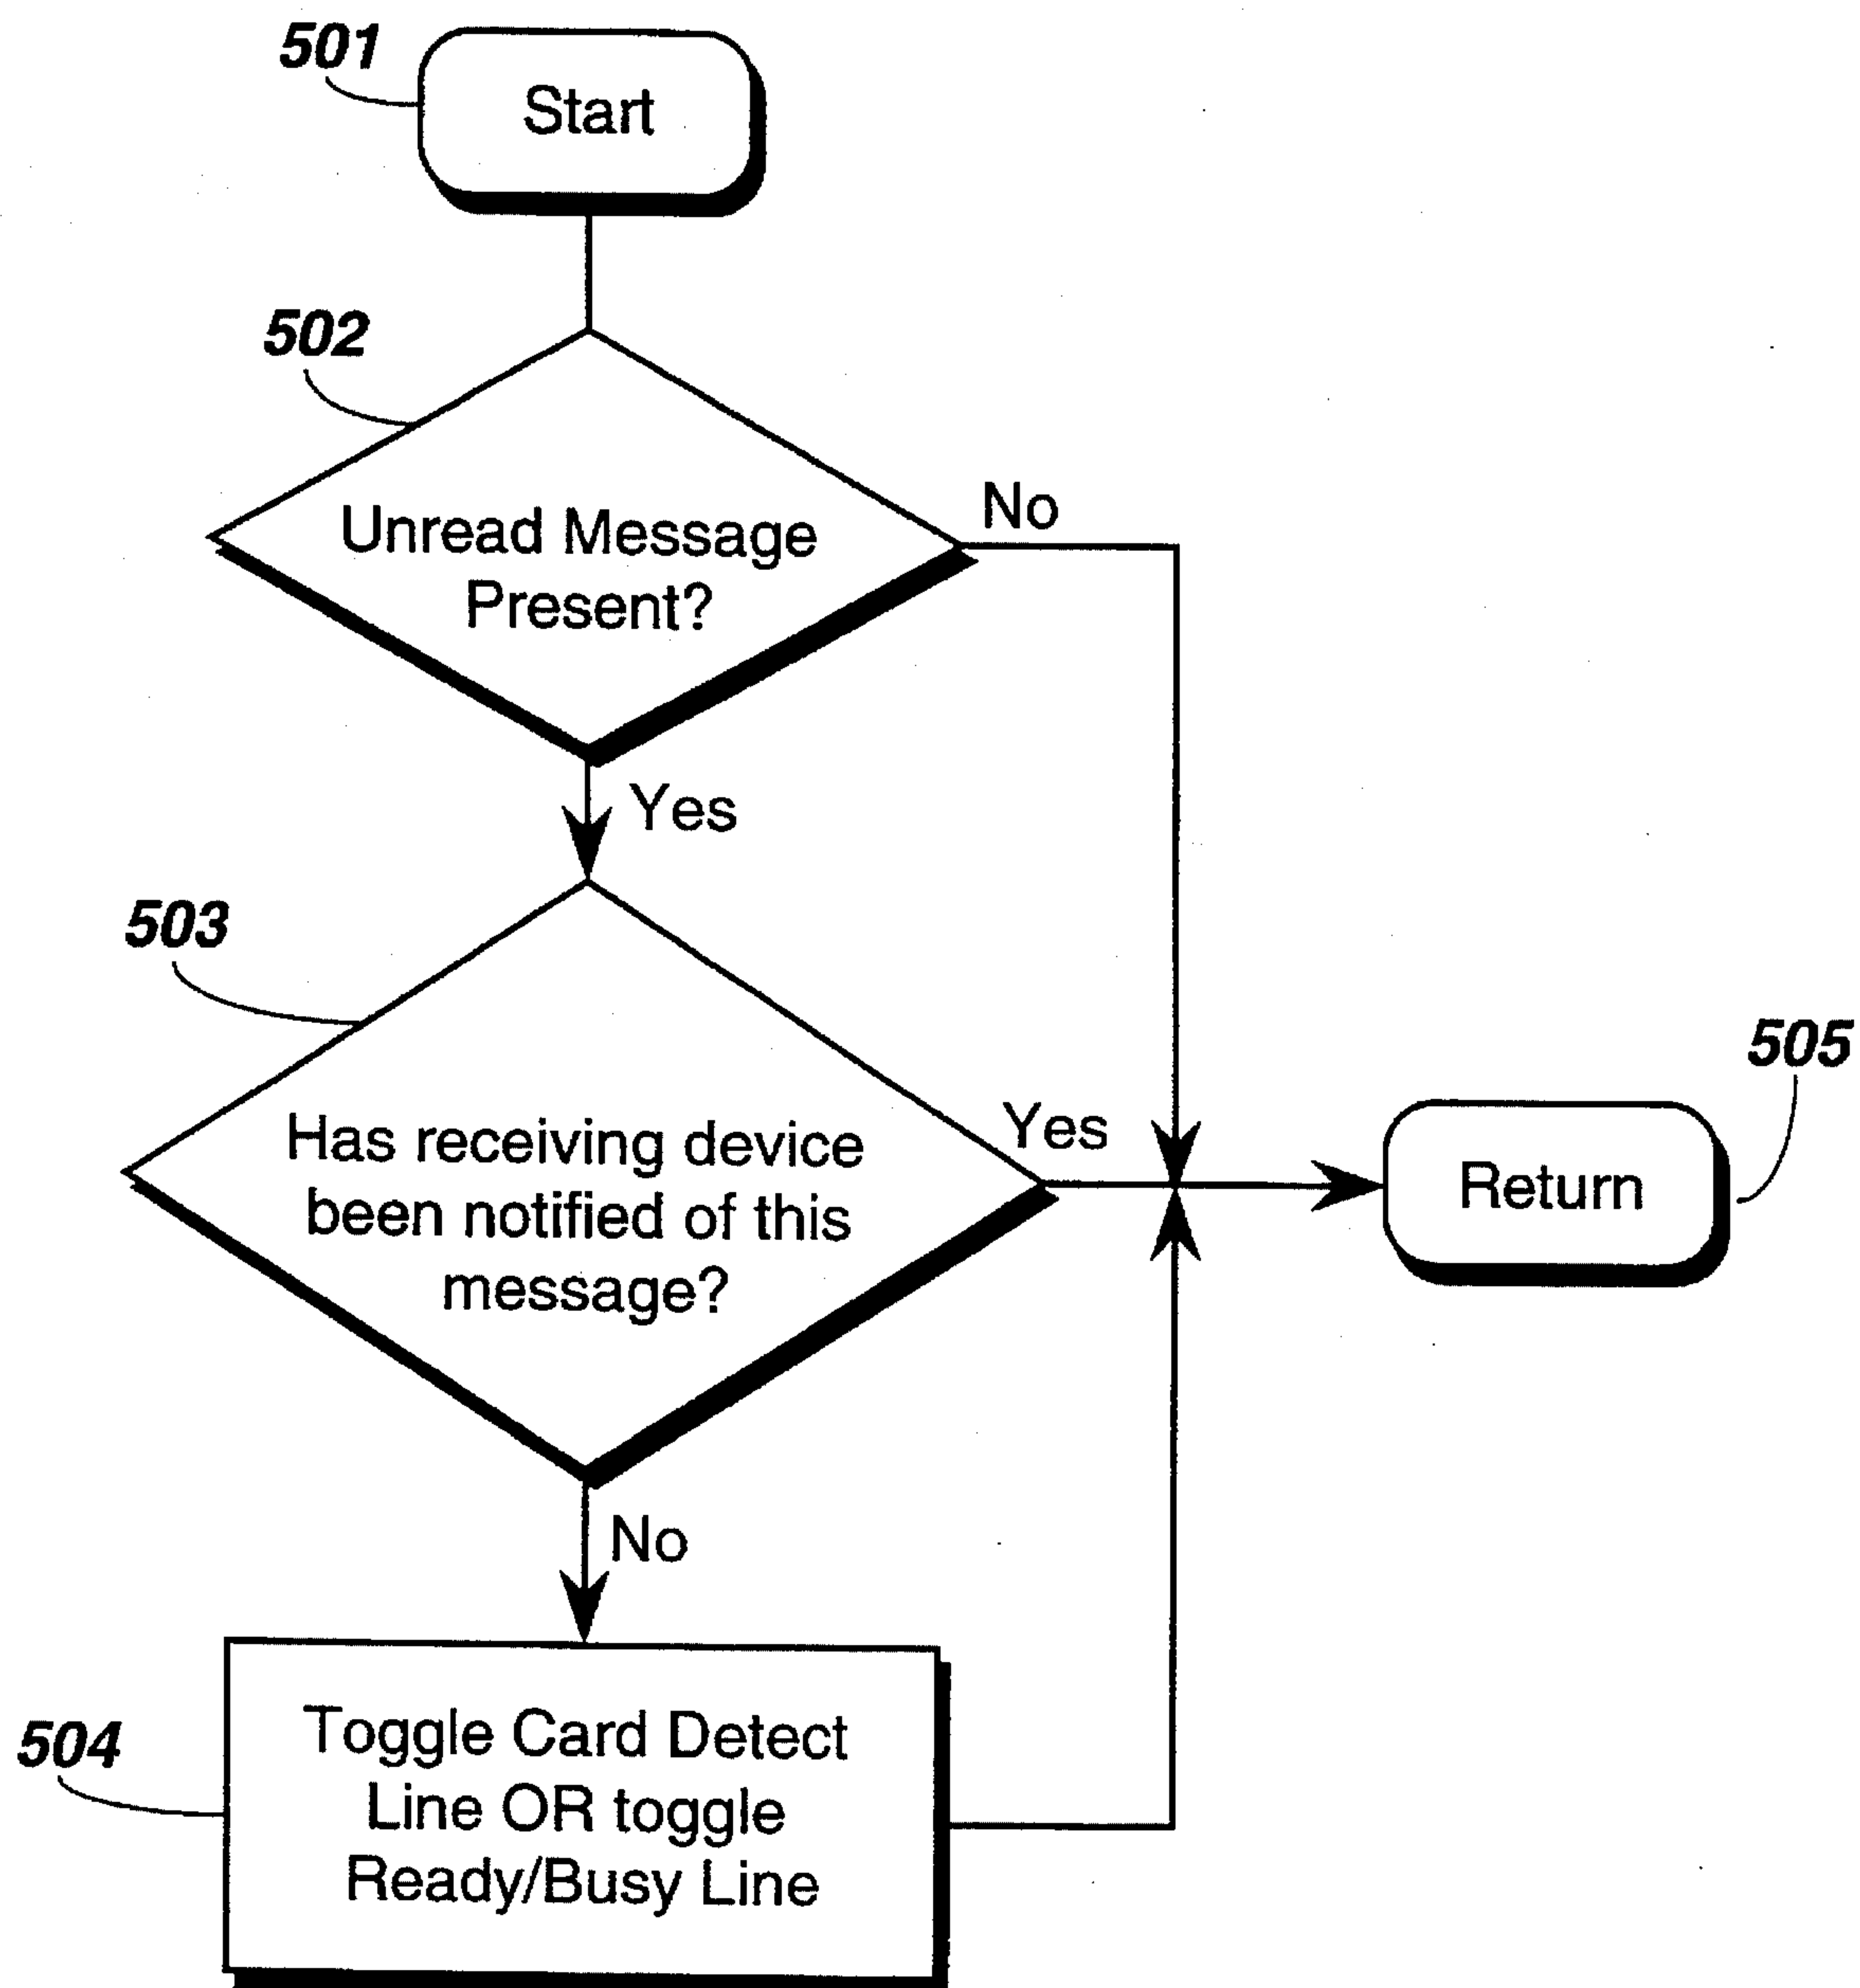 501
Start
502
Unread Message
Present?
No
Yes
503
Has receiving device
been notified of this
message?
Yes
505
Return
No
504
Toggle Card Detect
Line OR toggle
Ready/Busy Line